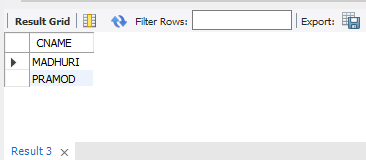 Result Grid Filter Rows: Export:
CNAME
MADHURI
PRAMOD
Result 3